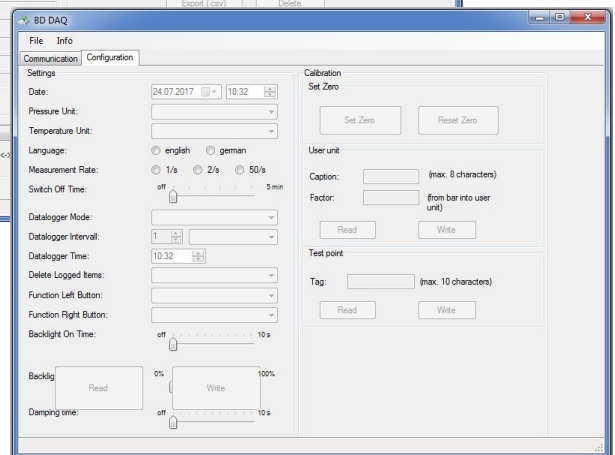 Export (.csv) Delete
BD DAQ
File Info
Communication Configuration
Settings
Date: 24.07.2017 10:32
Pressure Unit:
Temperature Unit:
Language: english german
Measurement Rate: 1/s 2/s 50/s
Switch Off Time: off 5 min
Datalogger Mode:
Datalogger Intervall: 1
Datalogger Time: 10:32
Delete Logged Items:
Function Left Button:
Function Right Button:
Backlight On Time: off 10 s
Backlig 0% 100%
Read Write
Damping time: off 10 s
Calibration
Set Zero
Set Zero Reset Zero
User unit
Caption: (max. 8 characters)
Factor: (from bar into user
unit)
Read Write
Test point
Tag: (max. 10 characters)
Read Write
<->